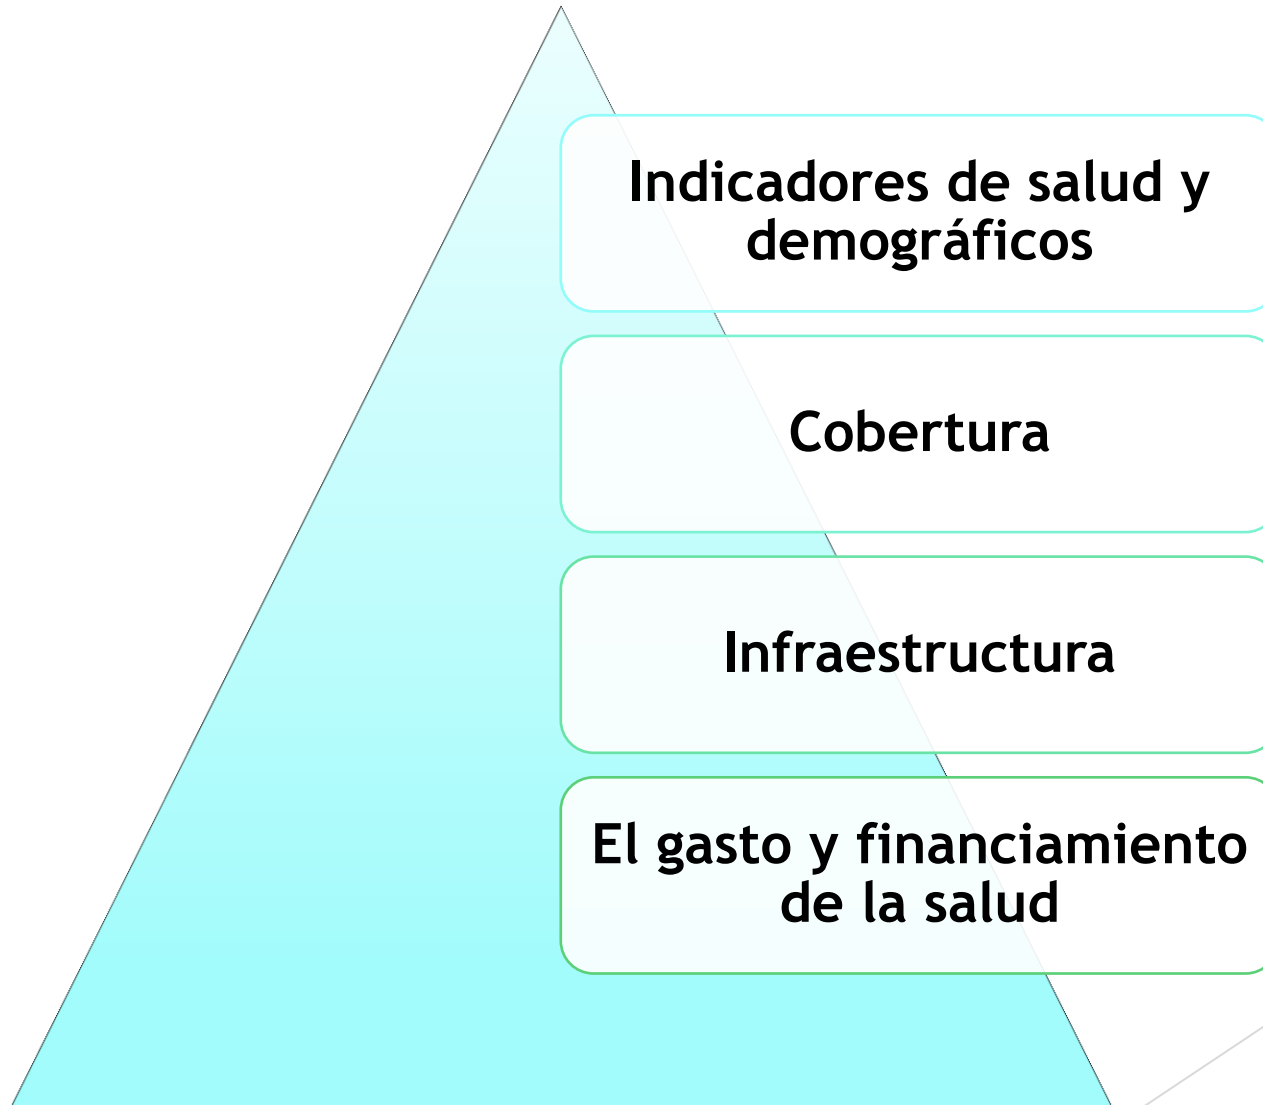 Indicadores de salud y
demográficos
Cobertura
Infraestructura
El gasto y financiamiento
de la salud